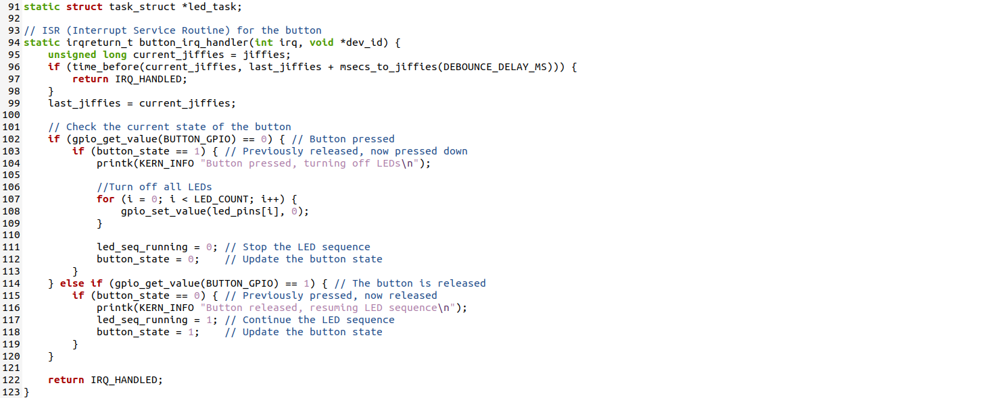 91 static struct task_struct *led_task;
92
93 // ISR (Interrupt Service Routine) for the button
94 static irqreturn_t button_irq_handler(int irq, void *dev_id) {
95     unsigned long current_jiffies = jiffies;
96     if (time_before(current_jiffies, last_jiffies + msecs_to_jiffies(DEBOUNCE_DELAY_MS))) {
97         return IRQ_HANDLED;
98     }
99     last_jiffies = current_jiffies;
100
101     // Check the current state of the button
102     if (gpio_get_value(BUTTON_GPIO) == 0) { // Button pressed
103         if (button_state == 1) { // Previously released, now pressed down
104             printk(KERN_INFO "Button pressed, turning off LEDs\n");
105
106             //Turn off all LEDs
107             for (i = 0; i < LED_COUNT; i++) {
108                 gpio_set_value(led_pins[i], 0);
109             }
110
111             led_seq_running = 0; // Stop the LED sequence
112             button_state = 0;    // Update the button state
113         }
114     } else if (gpio_get_value(BUTTON_GPIO) == 1) { // The button is released
115         if (button_state == 0) { // Previously pressed, now released
116             printk(KERN_INFO "Button released, resuming LED sequence\n");
117             led_seq_running = 1; // Continue the LED sequence
118             button_state = 1;    // Update the button state
119         }
120     }
121
122     return IRQ_HANDLED;
123 }